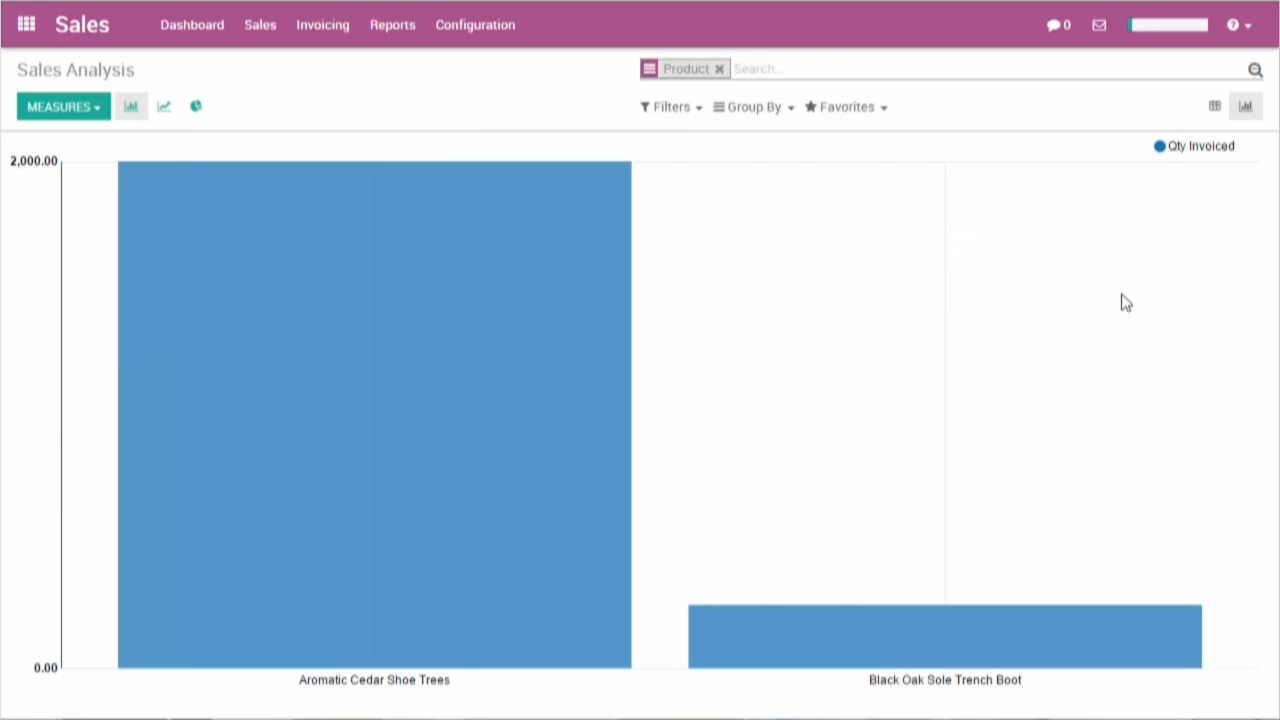 Sales Dashboard Sales Invoicing Reports Configuration 0
Sales Analysis Product Search...
MEASURES Filters Group By Favorites
Qty Invoiced
2,000.00
0.00
Aromatic Cedar Shoe Trees Black Oak Sole Trench Boot